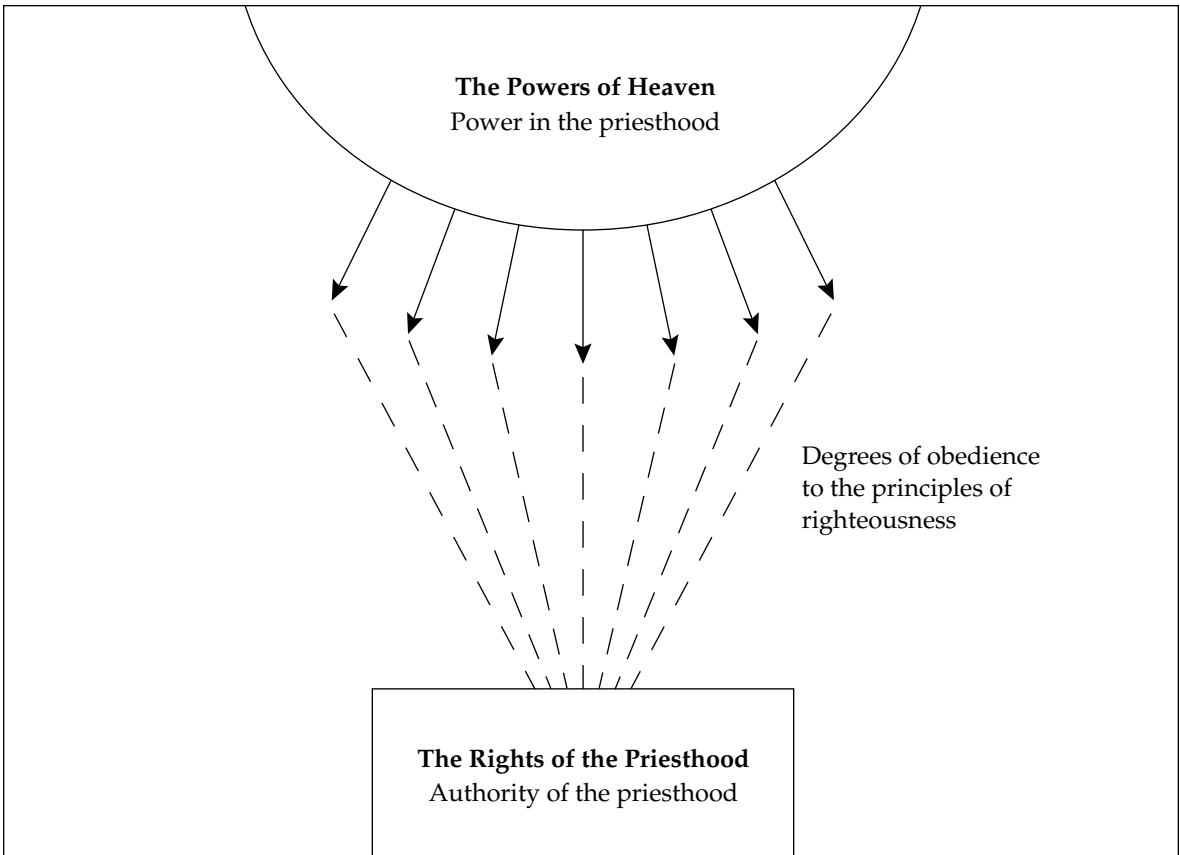 The Powers of Heaven
Power in the priesthood
Degrees of obedience
to the principles of
righteousness
The Rights of the Priesthood
Authority of the priesthood